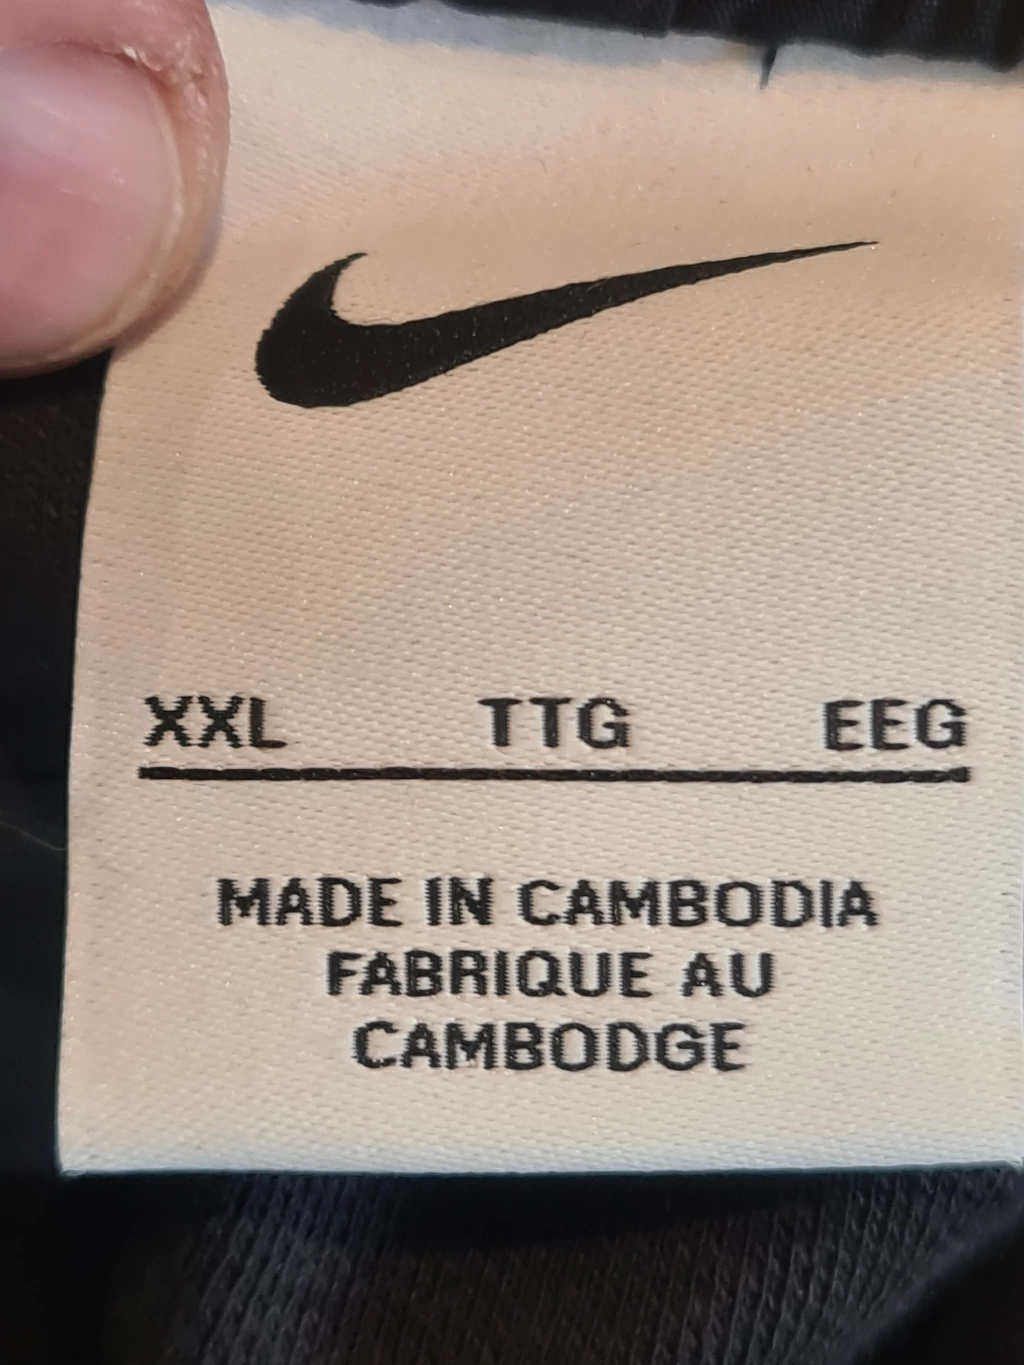 XXL TTG EEG
MADE IN CAMBODIA
FABRIQUE AU
CAMBODGE